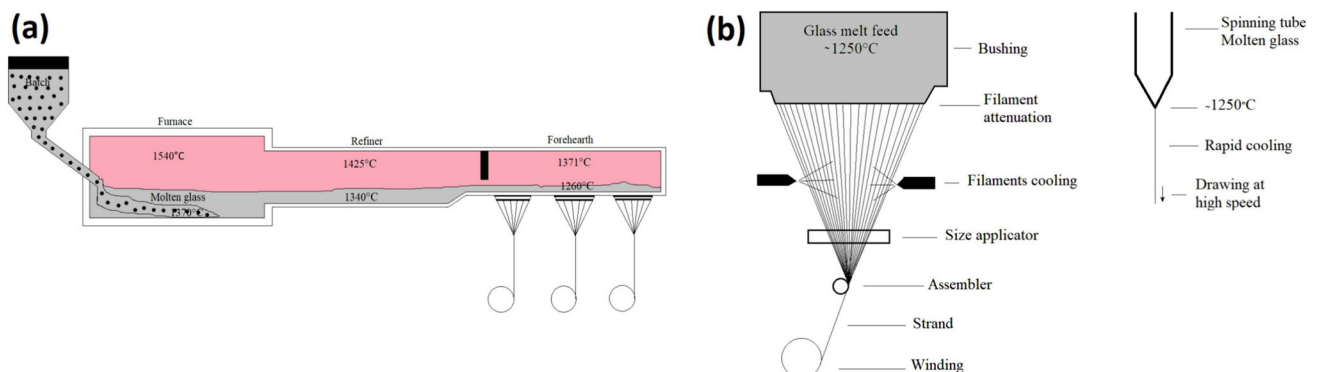 (a)
Batch
Furnace
Refiner
Forehearth
1540°C
1425°C
1371°C
1260°C
Molten glass
1340°C
1370°C
(b)
Glass melt feed
~1250°C
Bushing
Filament
attenuation
Filaments cooling
Size applicator
Assembler
Strand
Winding
Spinning tube
Molten glass
~1250°C
Rapid cooling
Drawing at
high speed